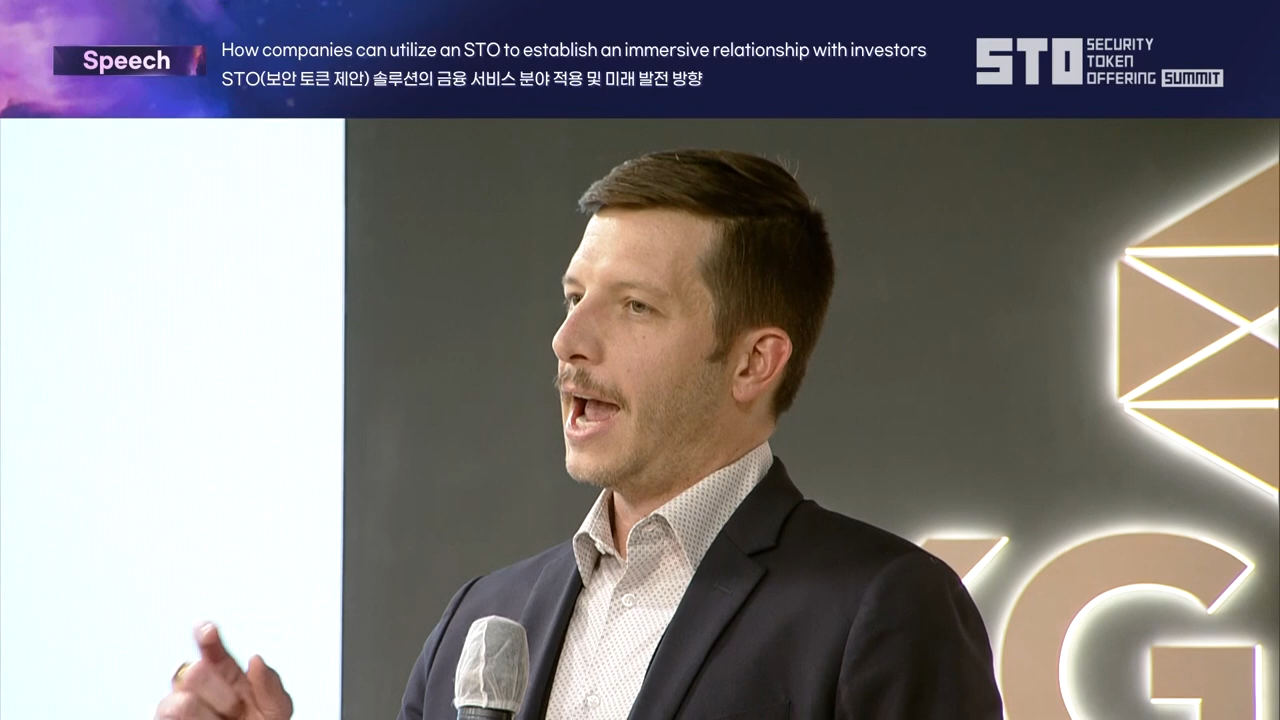 Speech
How companies can utilize an STO to establish an immersive relationship with investors
STO(보안 토큰 제안) 솔루션의 금융 서비스 분야 적용 및 미래 발전 방향
STO SECURITY
TOKEN
OFFERING SUMMIT
G